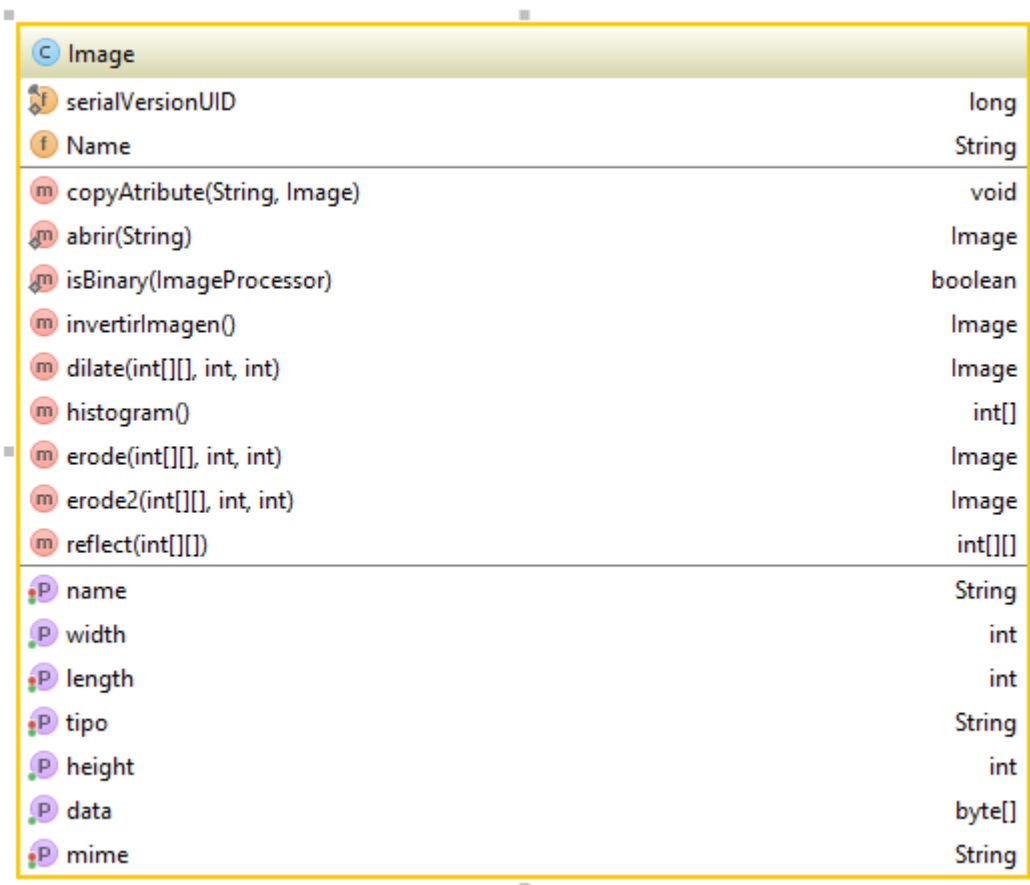 C Image
f serialVersionUID long
f Name String
m copyAtribute(String, Image) void
m abrir(String) Image
m isBinary(ImageProcessor) boolean
m invertirImagen() Image
m dilate(int[][], int, int) Image
m histogram() int[]
m erode(int[][], int, int) Image
m erode2(int[][], int, int) Image
m reflect(int[][]) int[][]
P name String
P width int
P length int
P tipo String
P height int
P data byte[]
P mime String